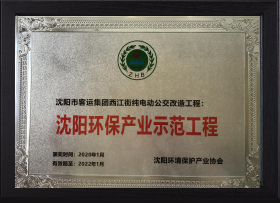 ZHB
沈阳市客运集团西江街纯电动公交改造工程：
沈阳环保产业示范工程
颁奖时间：2020年1月
有效期至：2022年1月
沈阳环境保护产业协会